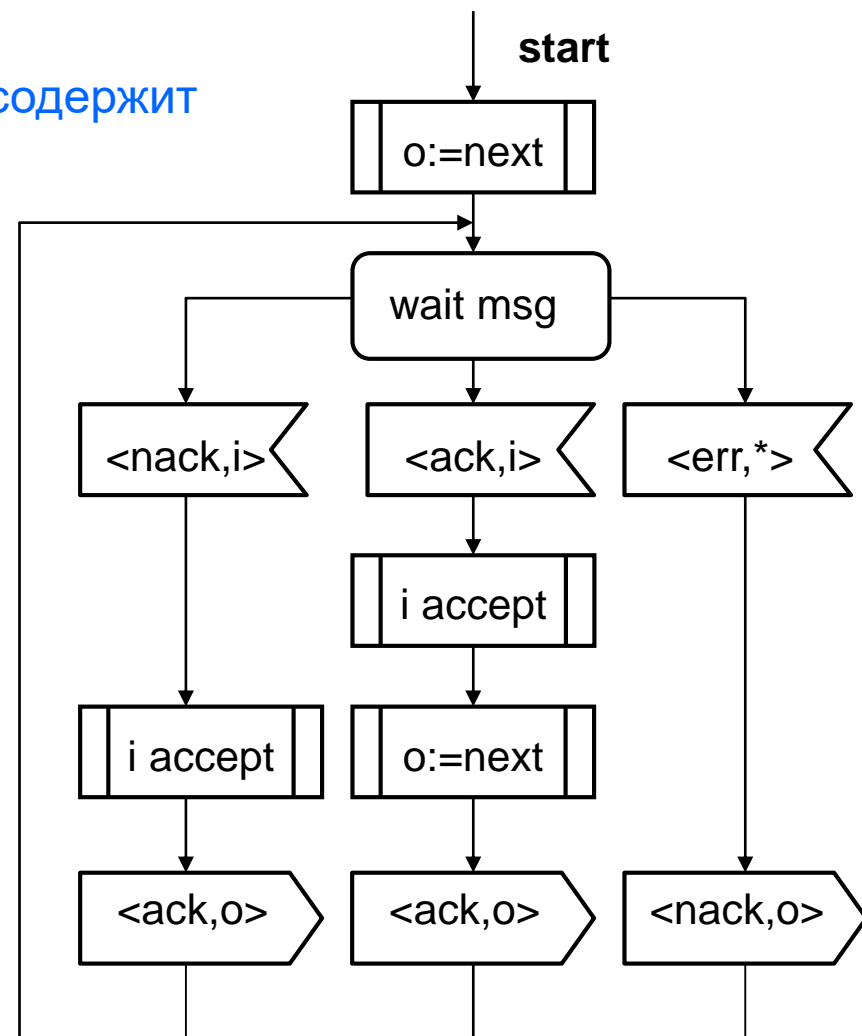 start
содержит
o:=next
wait msg
<nack,i>
<ack,i>
<err,*>
i accept
i accept
o:=next
<ack,o>
<ack,o>
<nack,o>